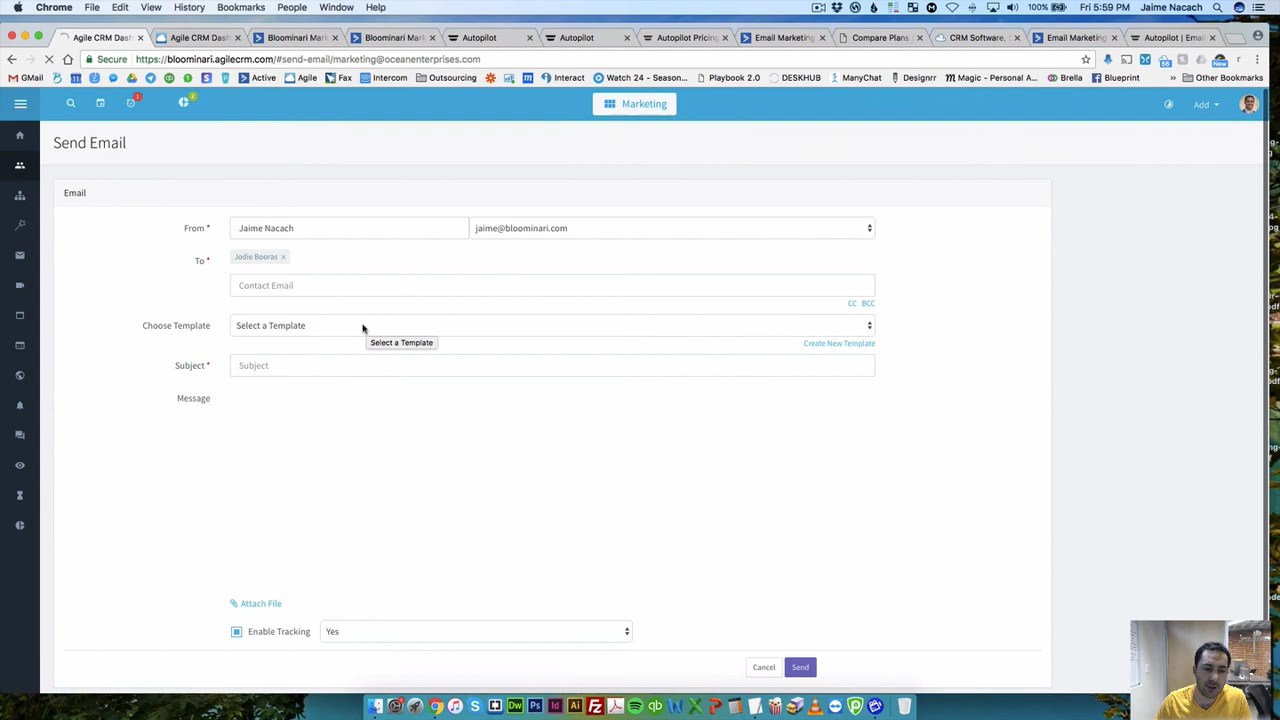 Chrome File Edit View History Bookmarks People Window Help 100% Fri 5:59 PM Jaime Nacach
Agile CRM Dash × Agile CRM Dash × Bloominari Mark × Bloominari Mark × Autopilot × Autopilot × Autopilot Pricing × Email Marketing × Compare Plans × CRM Software, S × Email Marketing × Autopilot | Emai ×
Secure https://bloominari.agilecrm.com/#send-email/marketing@oceanenterprises.com
GMail Active Agile Fax Intercom Outsourcing Interact Watch 24 - Season... Playbook 2.0 DESKHUB ManyChat Designrr Magic - Personal A... Brella Blueprint » Other Bookmarks
Marketing
Add
Send Email
Email
From * Jaime Nacach jaime@bloominari.com
To * Jodie Booras ×
Contact Email
CC BCC
Choose Template Select a Template
Select a Template
Create New Template
Subject * Subject
Message
Attach File
Enable Tracking Yes
Cancel Send